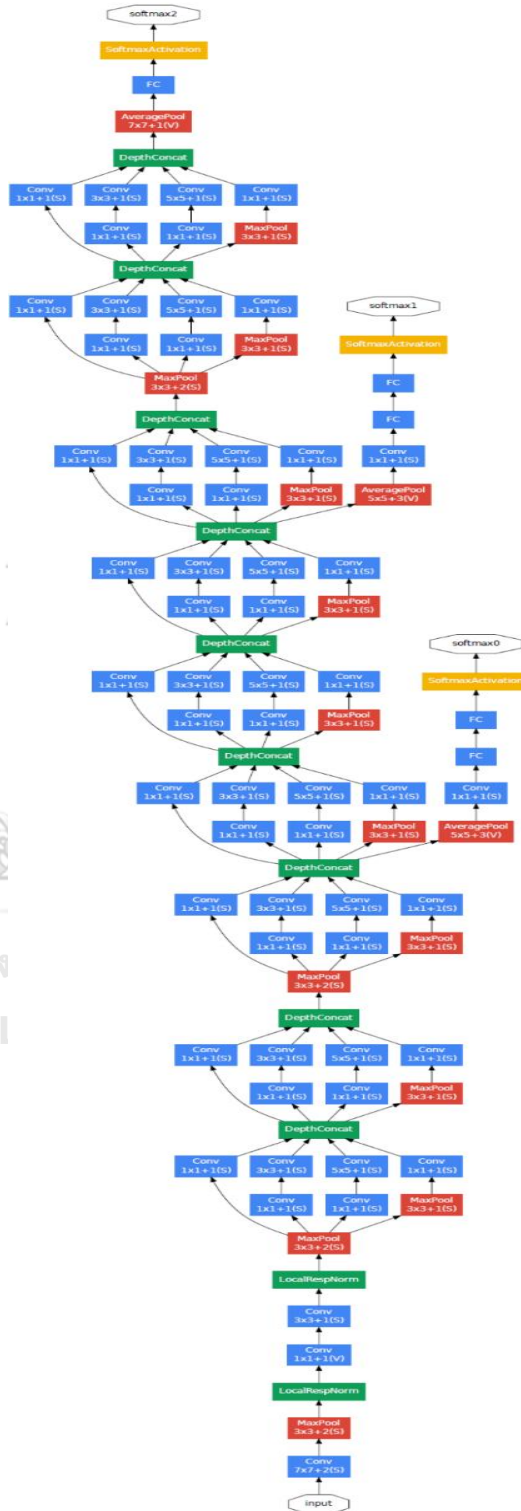 softmax2
SoftmaxActivation
FC
AveragePool
7x7+1(V)
DepthConcat
Conv Conv Conv Conv
1x1+1(S) 3x3+1(S) 5x5+1(S) 1x1+1(S)
Conv Conv MaxPool
1x1+1(S) 1x1+1(S) 3x3+1(S)
DepthConcat
Conv Conv Conv Conv
1x1+1(S) 3x3+1(S) 5x5+1(S) 1x1+1(S)
softmax1
Conv Conv MaxPool
1x1+1(S) 1x1+1(S) 3x3+1(S)
SoftmaxActivation
MaxPool
3x3+2(S)
FC
DepthConcat
FC
Conv Conv Conv Conv Conv
1x1+1(S) 3x3+1(S) 5x5+1(S) 1x1+1(S) 1x1+1(S)
Conv Conv MaxPool AveragePool
1x1+1(S) 1x1+1(S) 3x3+1(S) 5x5+3(V)
DepthConcat
Conv Conv Conv Conv
1x1+1(S) 3x3+1(S) 5x5+1(S) 1x1+1(S)
Conv Conv MaxPool
1x1+1(S) 1x1+1(S) 3x3+1(S)
DepthConcat
softmax0
Conv Conv Conv Conv
1x1+1(S) 3x3+1(S) 5x5+1(S) 1x1+1(S)
SoftmaxActivation
Conv Conv MaxPool
1x1+1(S) 1x1+1(S) 3x3+1(S)
FC
DepthConcat
FC
Conv Conv Conv Conv Conv
1x1+1(S) 3x3+1(S) 5x5+1(S) 1x1+1(S) 1x1+1(S)
Conv Conv MaxPool AveragePool
1x1+1(S) 1x1+1(S) 3x3+1(S) 5x5+3(V)
DepthConcat
Conv Conv Conv Conv
1x1+1(S) 3x3+1(S) 5x5+1(S) 1x1+1(S)
Conv Conv MaxPool
1x1+1(S) 1x1+1(S) 3x3+1(S)
MaxPool
3x3+2(S)
DepthConcat
Conv Conv Conv Conv
1x1+1(S) 3x3+1(S) 5x5+1(S) 1x1+1(S)
Conv Conv MaxPool
1x1+1(S) 1x1+1(S) 3x3+1(S)
DepthConcat
Conv Conv Conv Conv
1x1+1(S) 3x3+1(S) 5x5+1(S) 1x1+1(S)
Conv Conv MaxPool
1x1+1(S) 1x1+1(S) 3x3+1(S)
MaxPool
3x3+2(S)
LocalRespNorm
Conv
3x3+1(S)
Conv
1x1+1(V)
LocalRespNorm
MaxPool
3x3+2(S)
Conv
7x7+2(S)
input